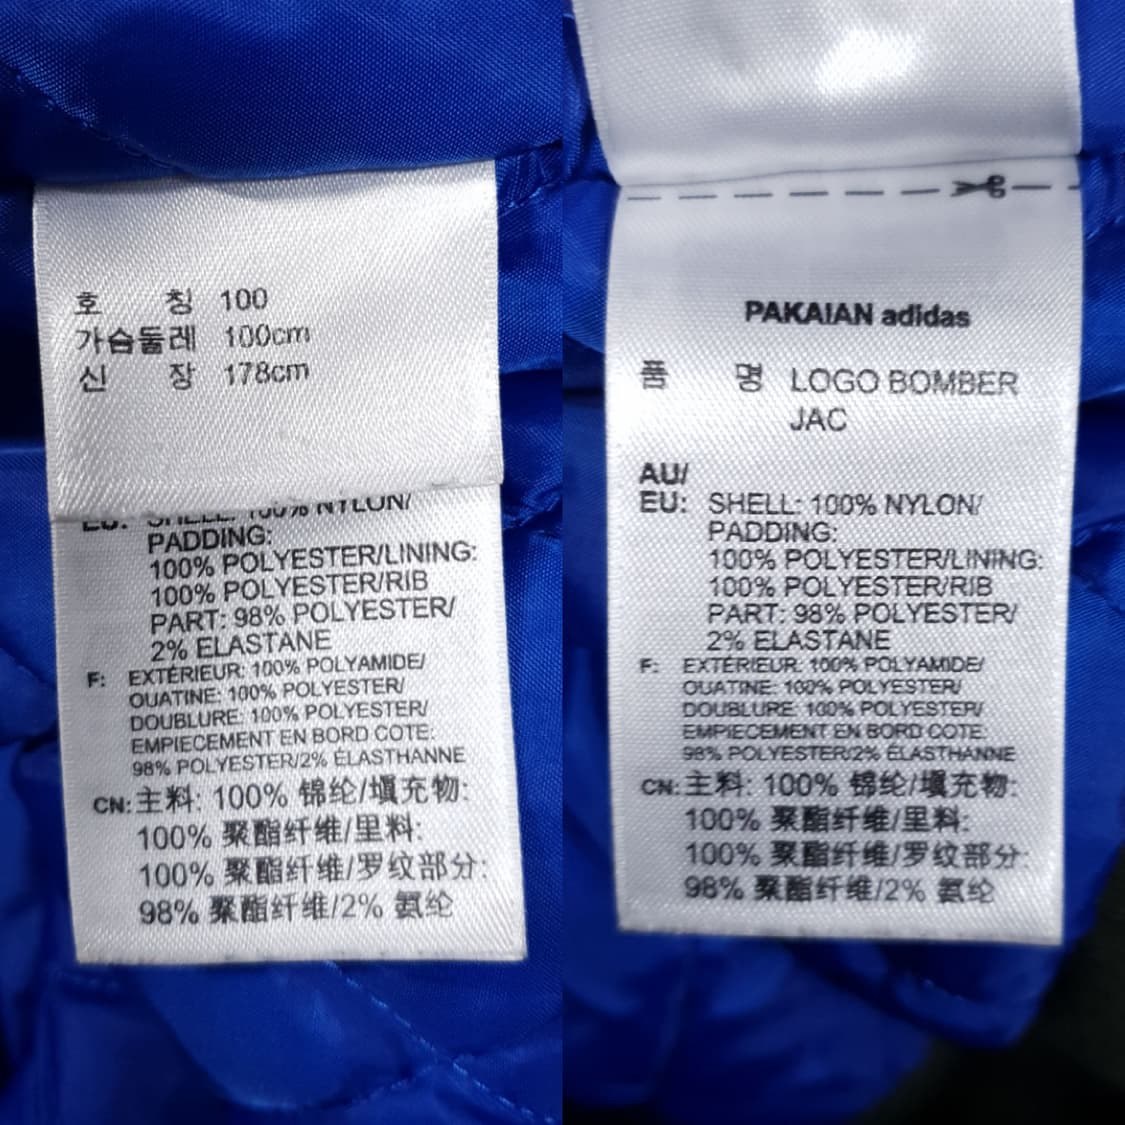 호 칭 100
가슴둘레 100cm
신 장 178cm
EU: SHELL: 100% NYLON/
PADDING:
100% POLYESTER/LINING:
100% POLYESTER/RIB
PART: 98% POLYESTER/
2% ELASTANE
F: EXTÉRIEUR: 100% POLYAMIDE/
OUATINE: 100% POLYESTER/
DOUBLURE: 100% POLYESTER/
EMPIECEMENT EN BORD COTE:
98% POLYESTER/2% ÉLASTHANNE
CN: 主料: 100% 锦纶/填充物:
100% 聚酯纤维/里料:
100% 聚酯纤维/罗纹部分:
98% 聚酯纤维/2% 氨纶
PAKAIAN adidas
품 명 LOGO BOMBER
JAC
AU/
EU: SHELL: 100% NYLON/
PADDING:
100% POLYESTER/LINING:
100% POLYESTER/RIB
PART: 98% POLYESTER/
2% ELASTANE
F: EXTÉRIEUR: 100% POLYAMIDE/
OUATINE: 100% POLYESTER/
DOUBLURE: 100% POLYESTER/
EMPIECEMENT EN BORD COTE:
98% POLYESTER/2% ÉLASTHANNE
CN: 主料: 100% 锦纶/填充物:
100% 聚酯纤维/里料:
100% 聚酯纤维/罗纹部分:
98% 聚酯纤维/2% 氨纶